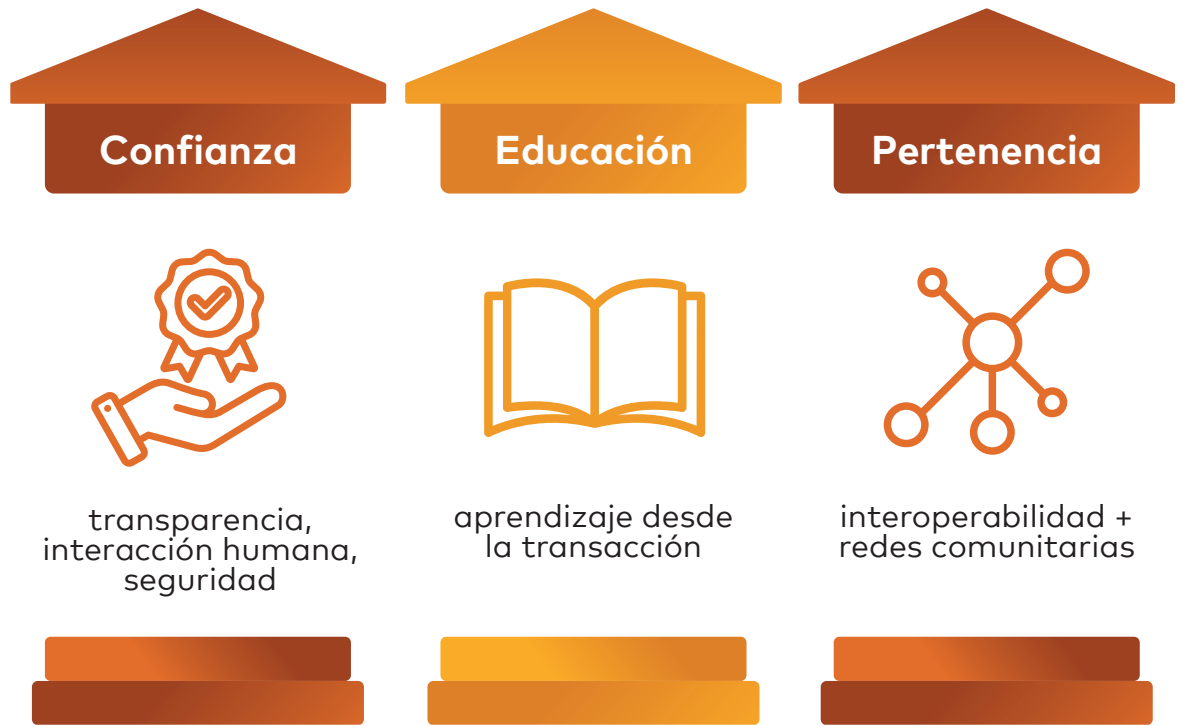 Confianza
transparencia,
interacción humana,
seguridad
Educación
aprendizaje desde
la transacción
Pertenencia
interoperabilidad +
redes comunitarias